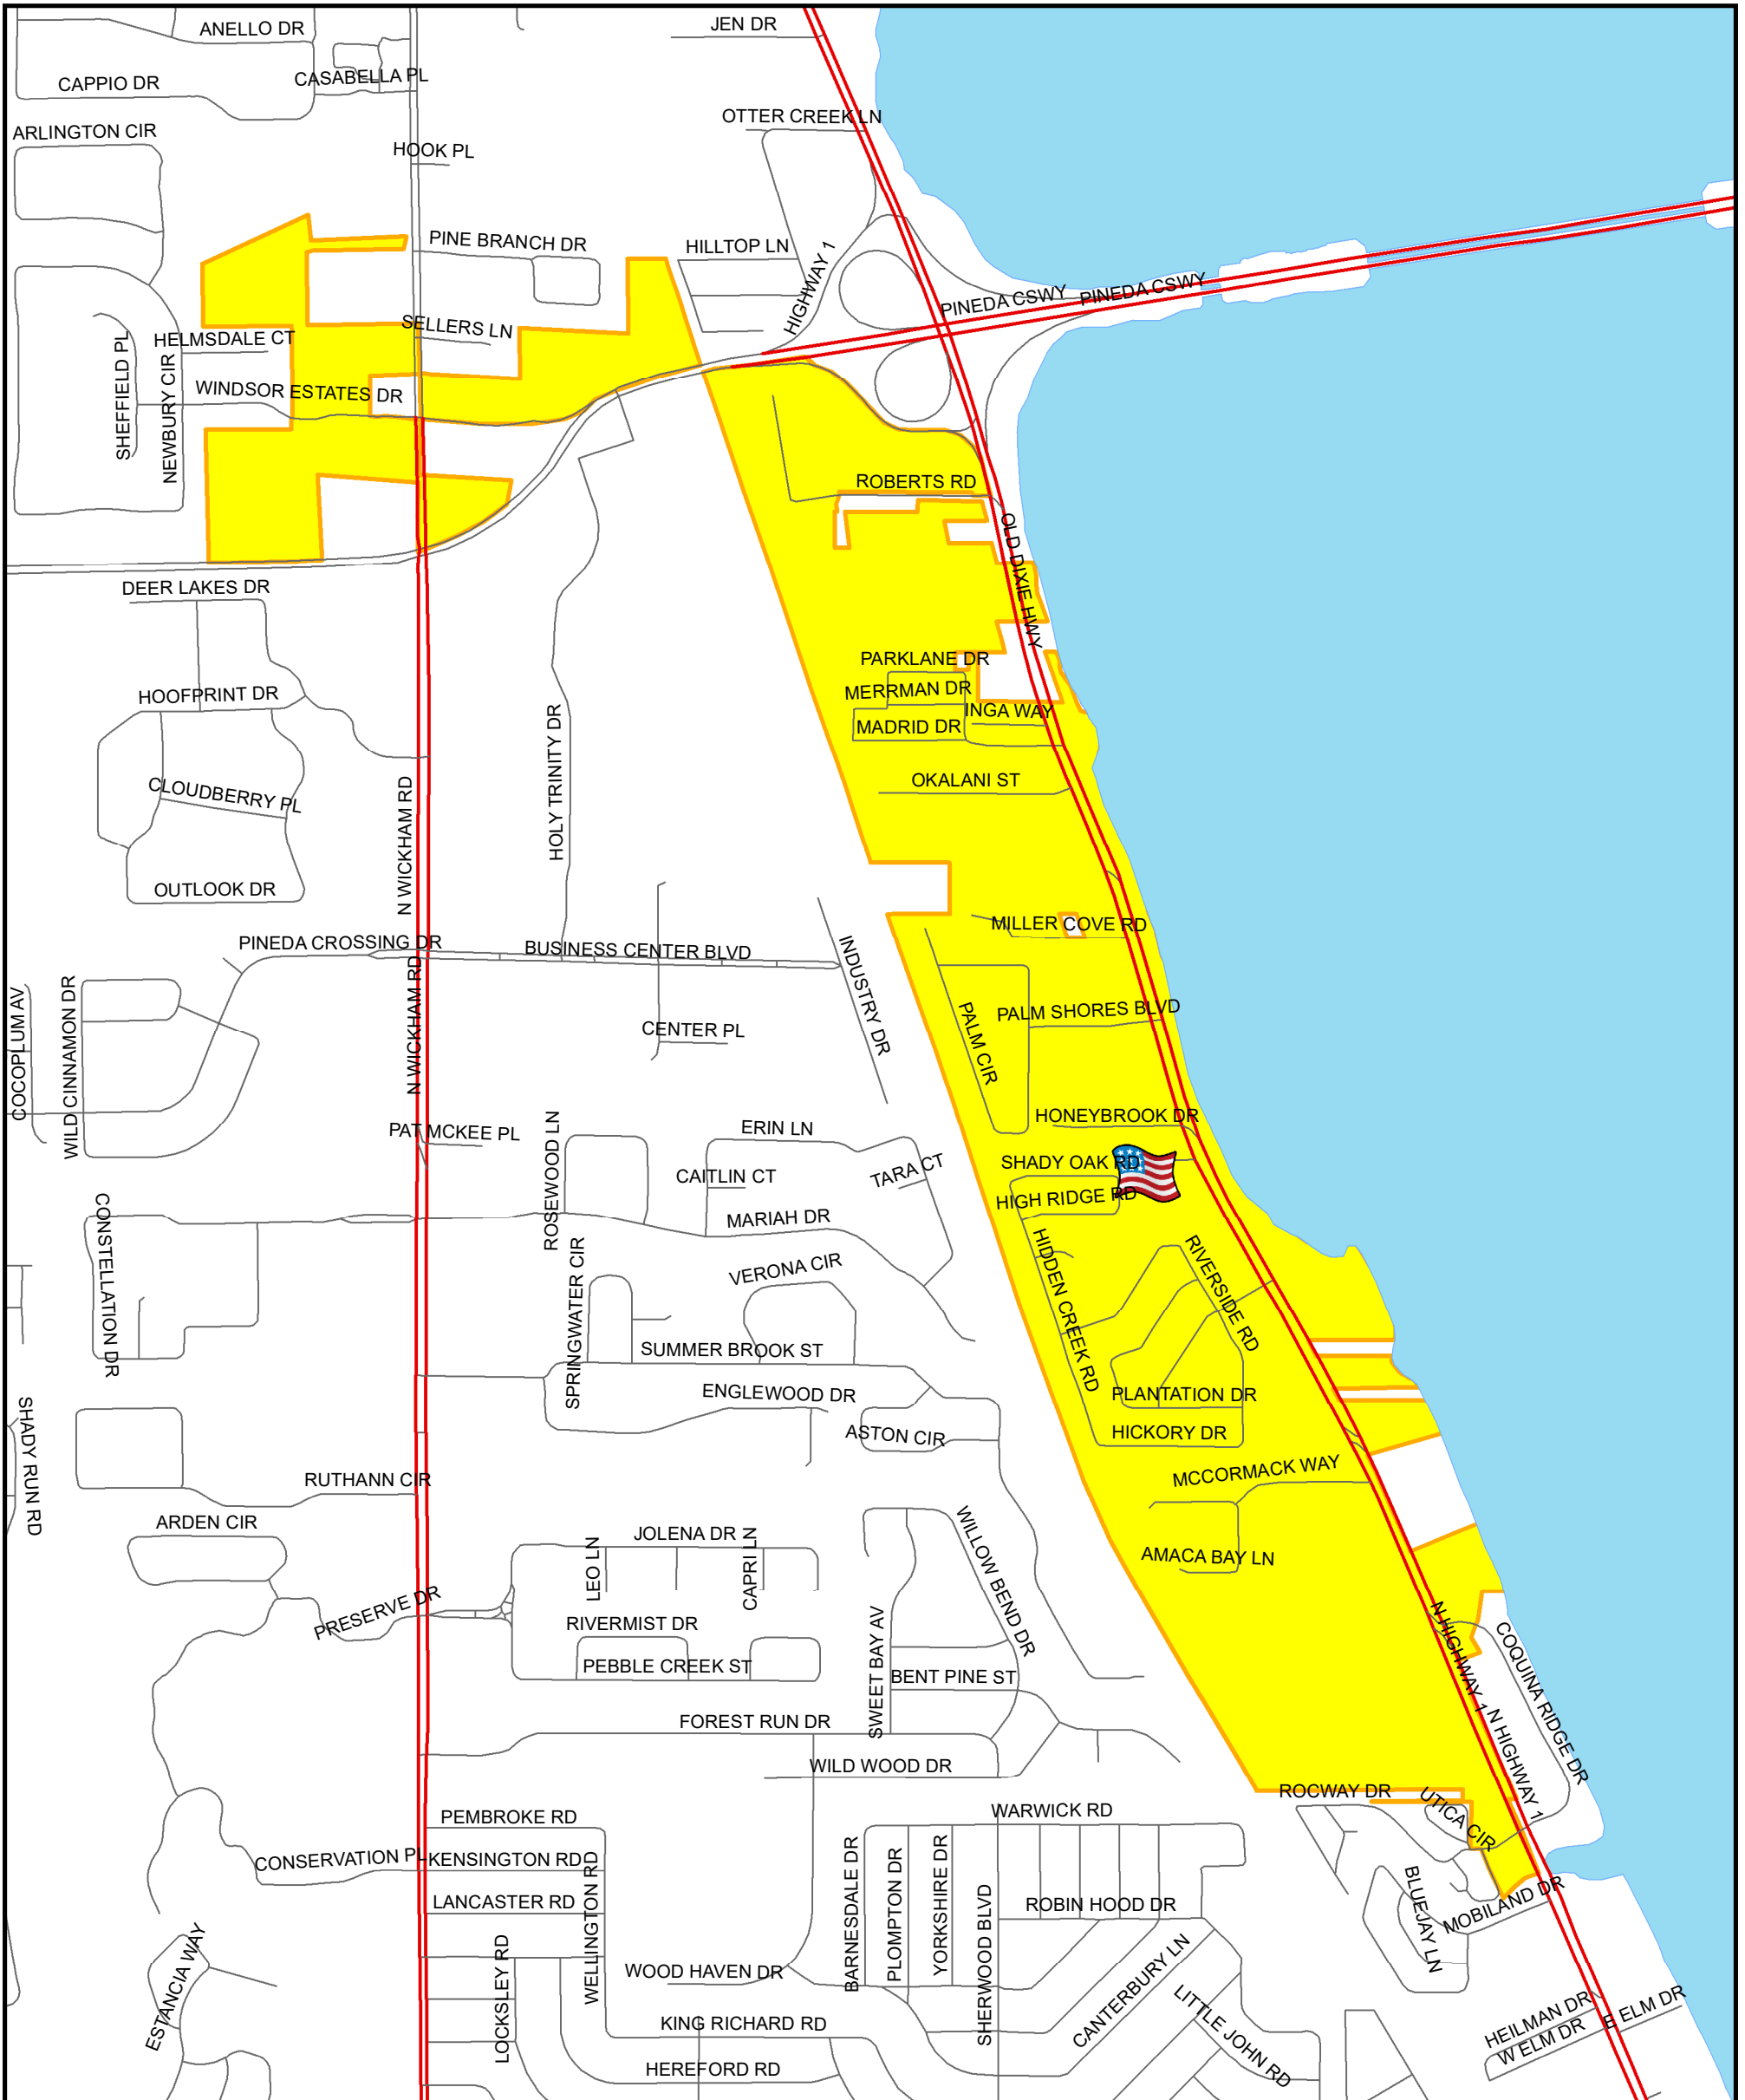 ANELLO DR
JEN DR
CAPPIO DR
CASABELLA PL
OTTER CREEK LN
ARLINGTON CIR
HOOK PL
PINE BRANCH DR
HILLTOP LN
HIGHWAY 1
PINEDA CSWY
PINEDA CSWY
SELLERS LN
HELMSDALE CT
SHEFFIELD PL
NEWBURY CIR
WINDSOR ESTATES DR
ROBERTS RD
OLD DIXIE HWY
DEER LAKES DR
PARKLANE DR
MERRMAN DR
HOOFPRINT DR
INGA WAY
MADRID DR
OKALANI ST
CLOUDBERRY PL
N WICKHAM RD
HOLY TRINITY DR
OUTLOOK DR
MILLER COVE RD
PINEDA CROSSING DR
BUSINESS CENTER BLVD
INDUSTRY DR
N WICKHAM RD
COCOPLUM AV
WILD CINNAMON DR
CENTER PL
PALM CIR
PALM SHORES BLVD
HONEYBROOK DR
PAT MCKEE PL
ROSEWOOD LN
ERIN LN
CAITLIN CT
TARA CT
SHADY OAK RD
HIGH RIDGE RD
MARIAH DR
CONSTELLATION DR
SPRINGWATER CIR
VERONA CIR
HIDDEN CREEK RD
RIVERSIDE RD
SUMMER BROOK ST
ENGLEWOOD DR
PLANTATION DR
ASTON CIR
HICKORY DR
SHADY RUN RD
RUTHANN CIR
MCCORMACK WAY
ARDEN CIR
JOLENA DR
LEO LN
CAPRI LN
WILLOW BEND DR
AMACA BAY LN
PRESERVE DR
RIVERMIST DR
SWEET BAY AV
PEBBLE CREEK ST
BENT PINE ST
N HIGHWAY 1
COQUINA RIDGE DR
FOREST RUN DR
N HIGHWAY 1
WILD WOOD DR
ROCWAY DR
UTICA CIR
PEMBROKE RD
WARWICK RD
CONSERVATION PL
KENSINGTON RD
WELLINGTON RD
BARNESDALE DR
PLOMPTON DR
YORKSHIRE DR
SHERWOOD BLVD
LANCASTER RD
ROBIN HOOD DR
BLUEJAY LN
MOBILAND DR
ESTANCIA WAY
LOCKSLEY RD
WOOD HAVEN DR
CANTERBURY LN
LITTLE JOHN RD
KING RICHARD RD
HEILMAN DR
E ELM DR
W ELM DR
HEREFORD RD